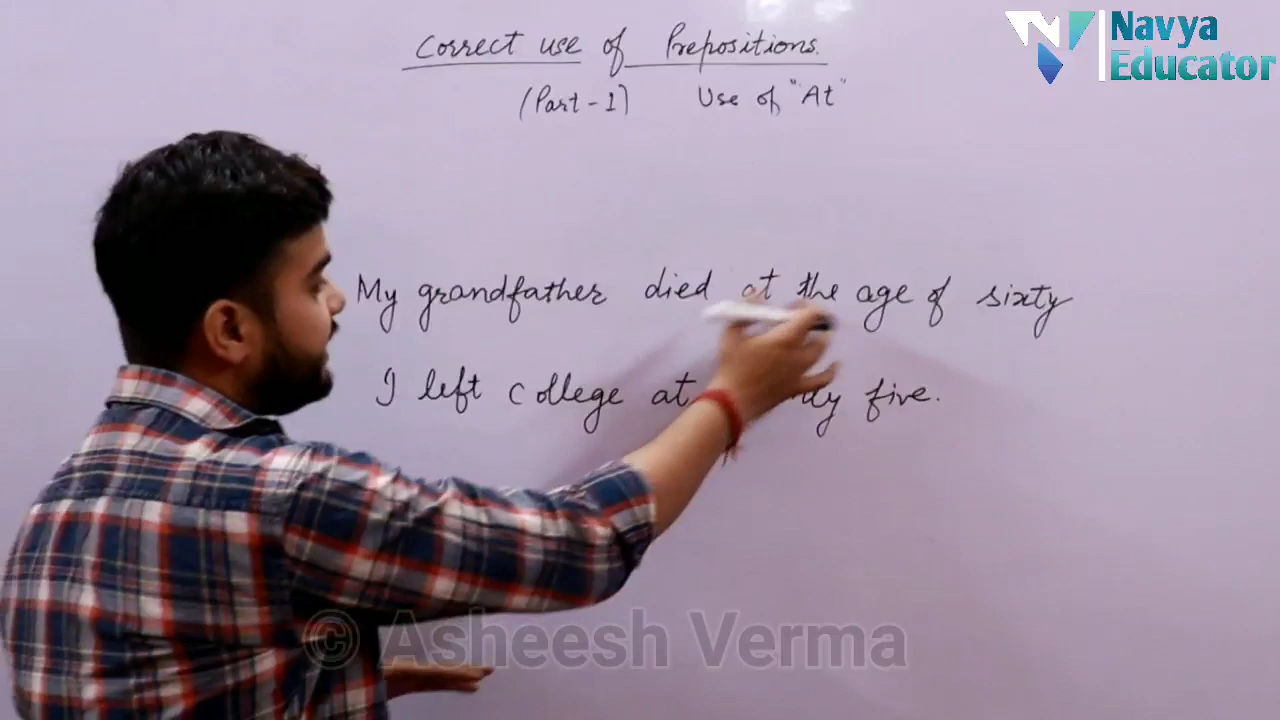 Correct use of Prepositions.
(Part-1) Use of "At"
Navya
Educator
My grandfather died at the age of sixty
I left college at five.
© Asheesh Verma